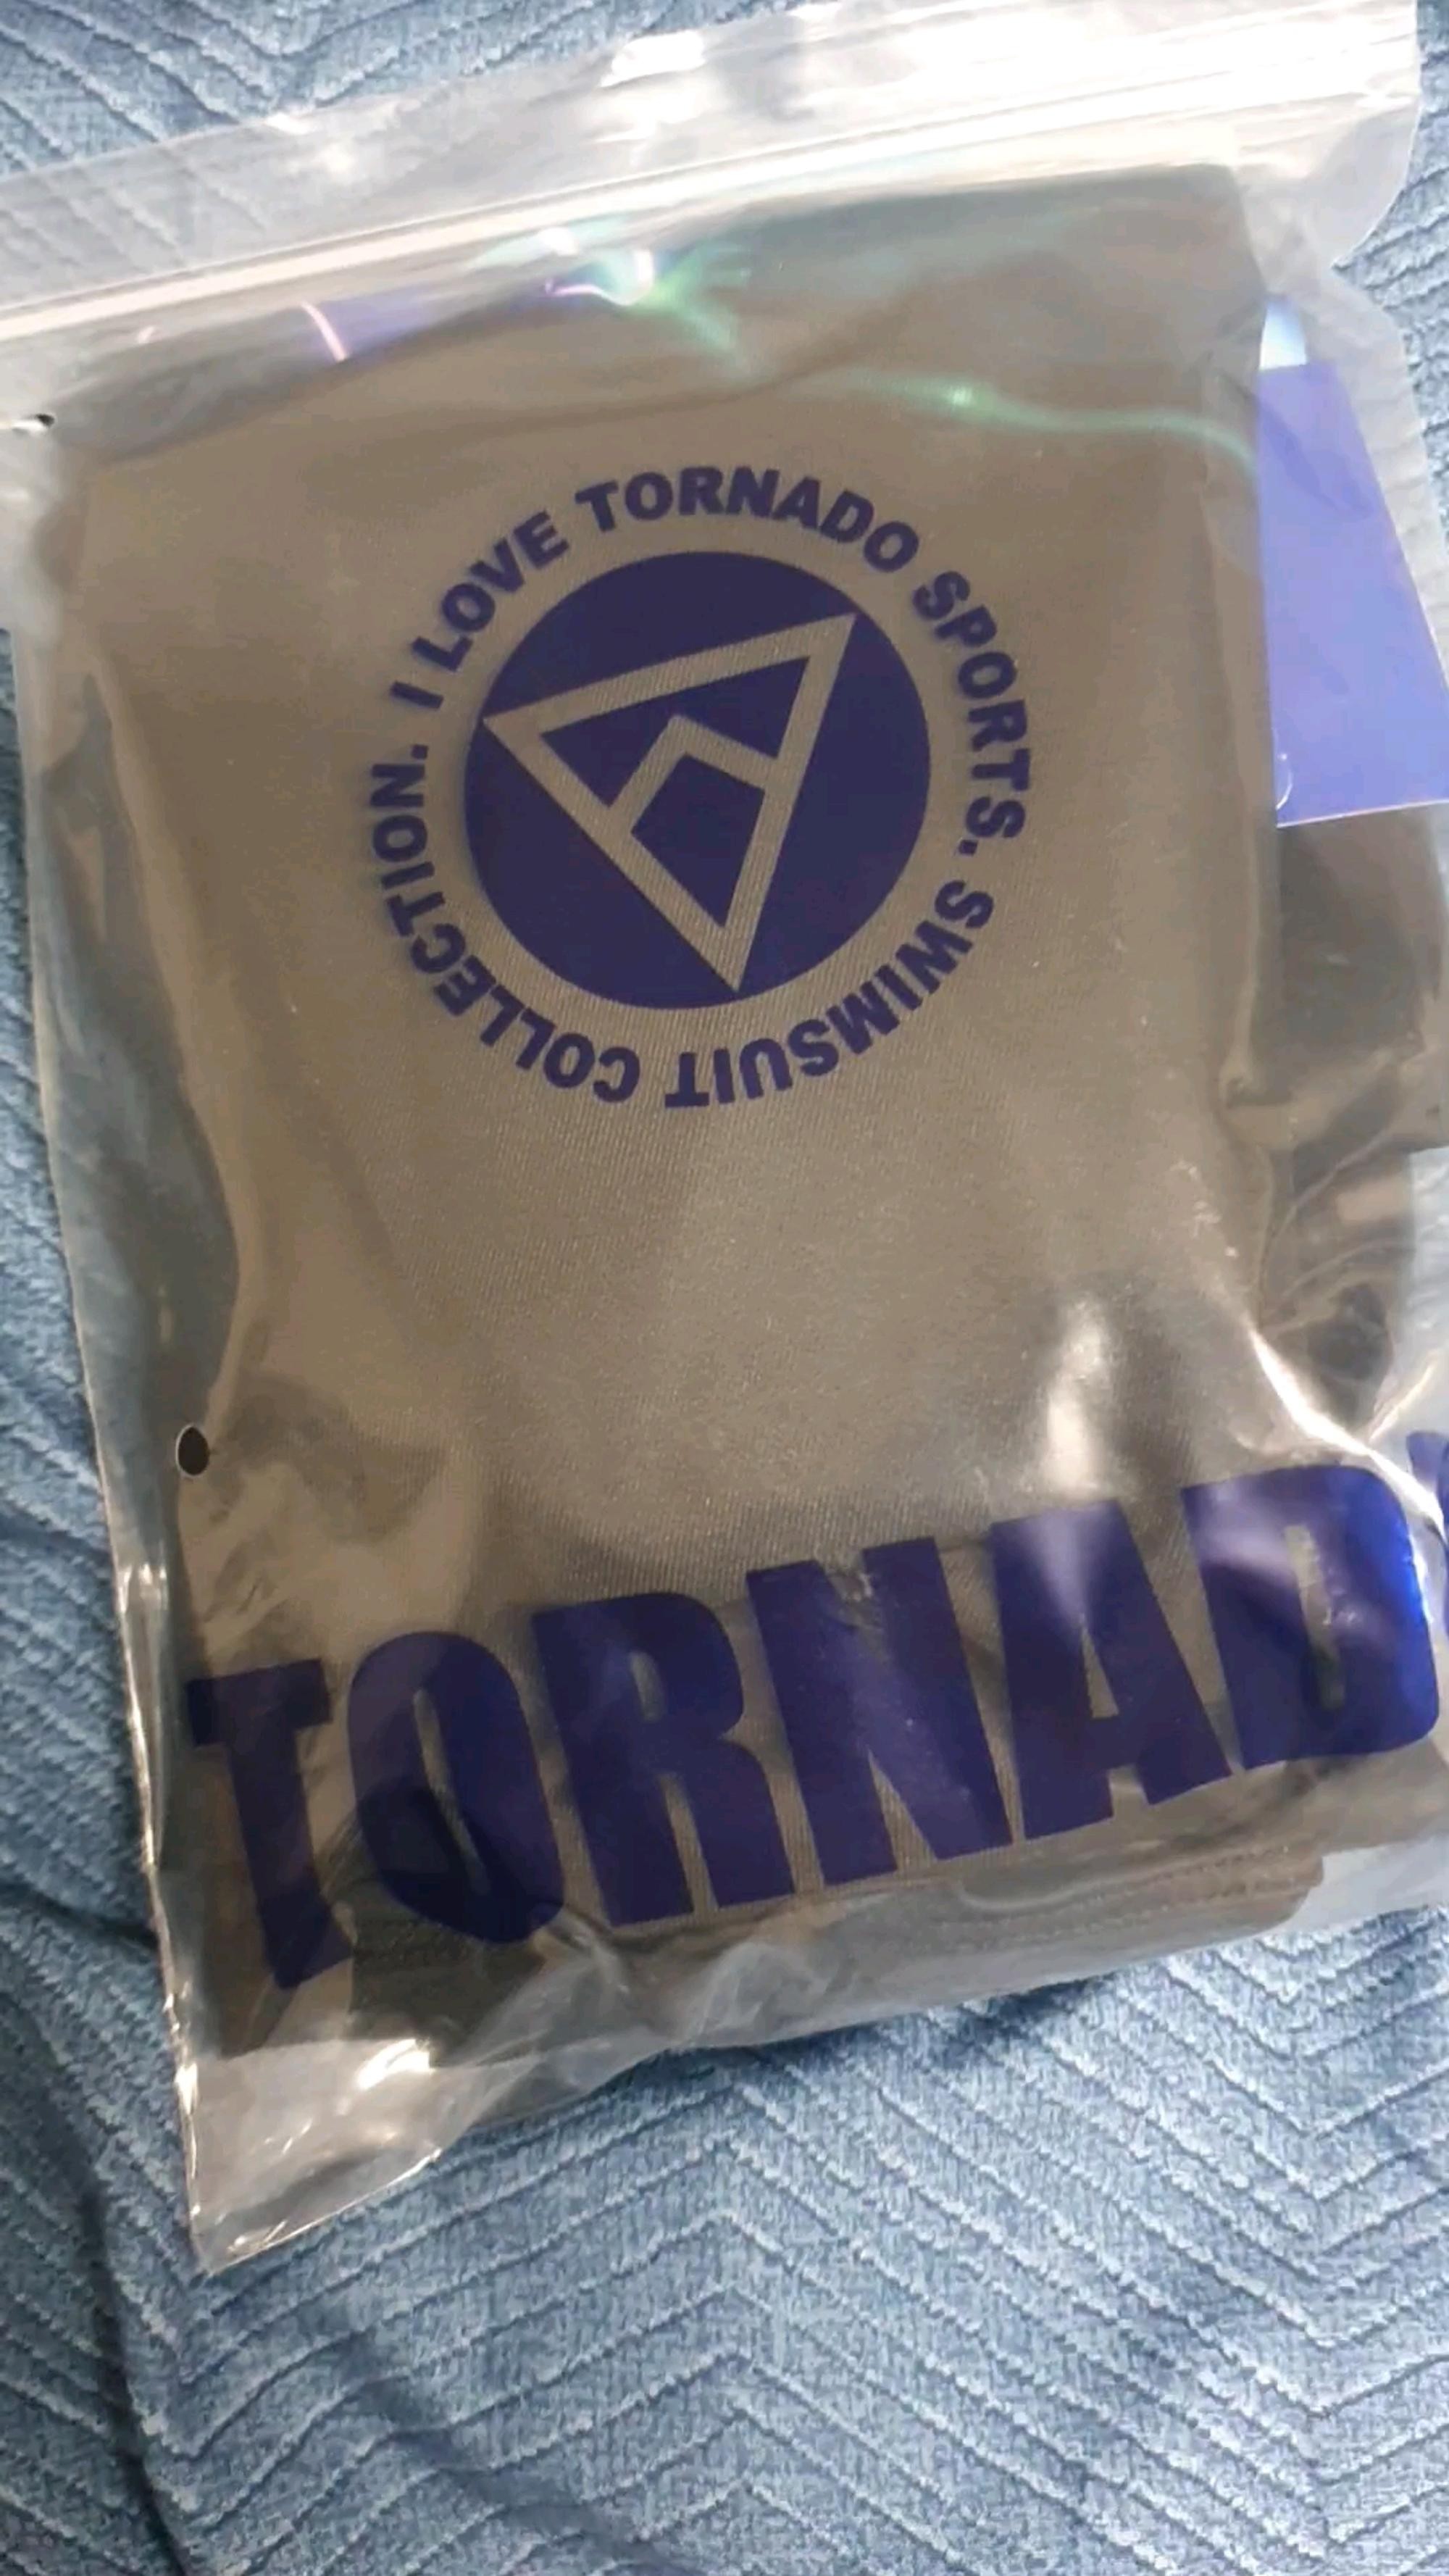 I LOVE TORNADO SPORTS. SWIMSUIT COLLECTION.
TORNAD